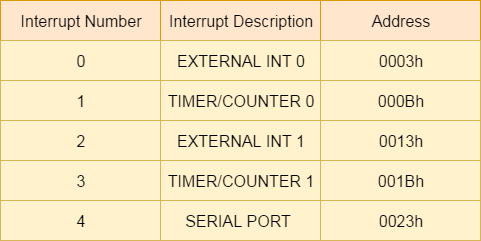 Interrupt Number Interrupt Description Address
0 EXTERNAL INT 0 0003h
1 TIMER/COUNTER 0 000Bh
2 EXTERNAL INT 1 0013h
3 TIMER/COUNTER 1 001Bh
4 SERIAL PORT 0023h